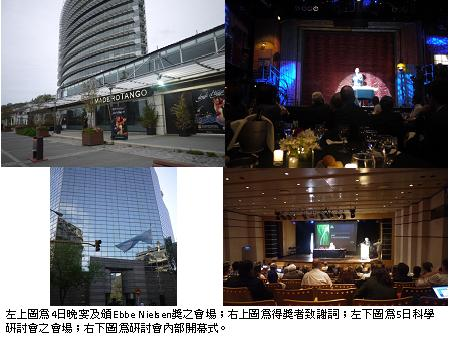 MADERO TANGO
左上圖為4日晚宴及頒Ebbe Nielsen獎之會場；右上圖為得獎者致謝詞；左下圖為5日科學
研討會之會場；右下圖為研討會內部開幕式。